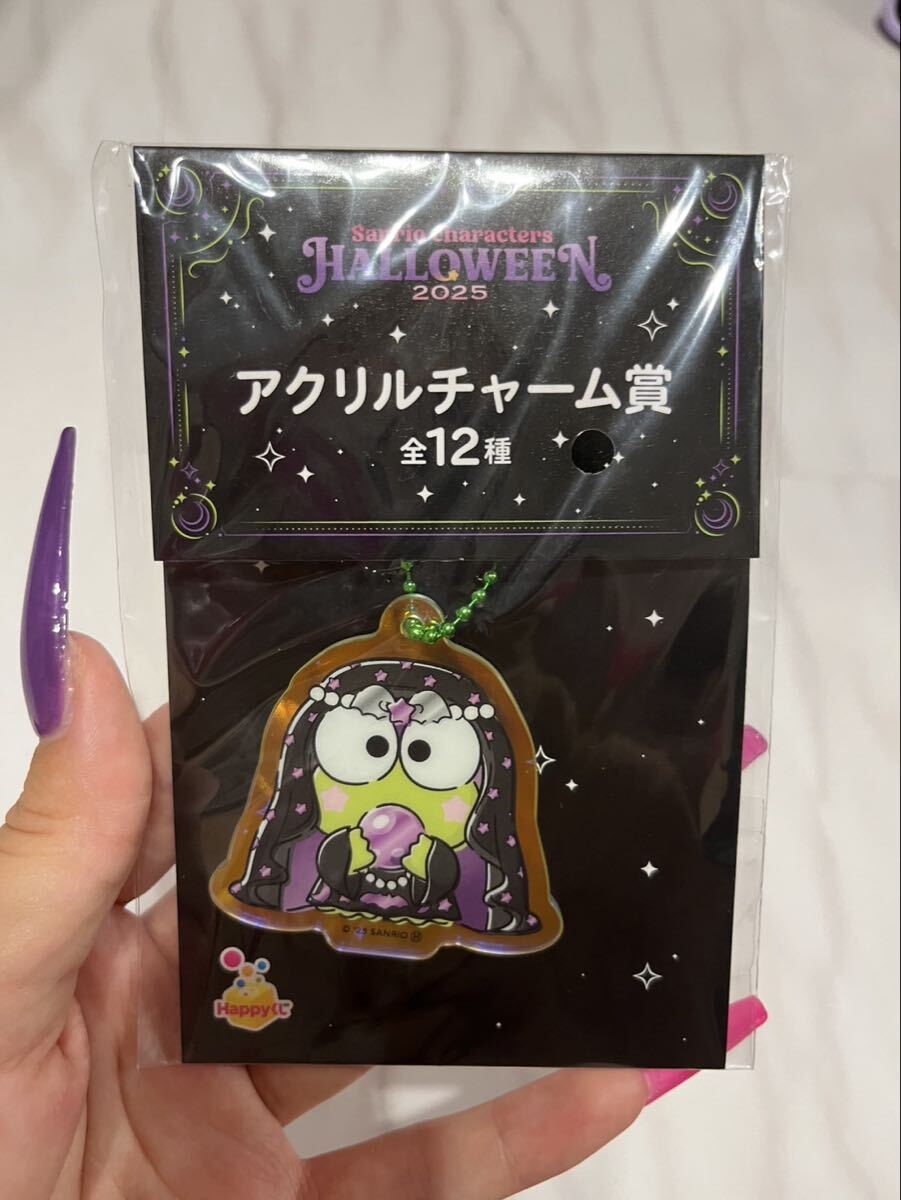 Sanrio characters
HALLOWEEN
2025
アクリルチャーム賞
全12種
© '25 SANRIO Ⓗ
Happyくじ